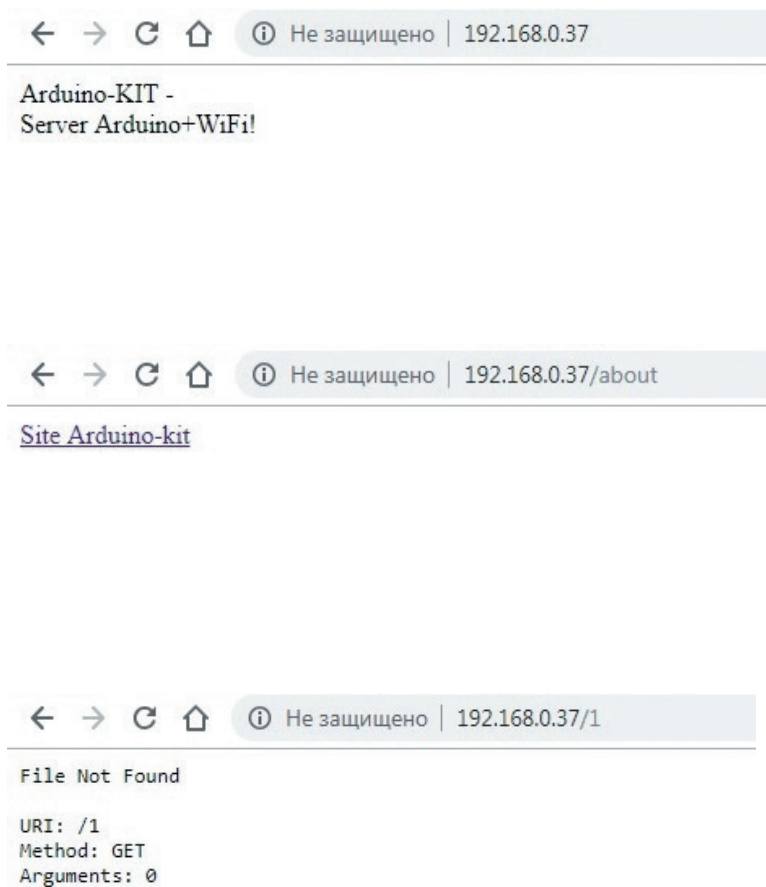 Не защищено | 192.168.0.37
Arduino-KIT -
Server Arduino+WiFi!
Не защищено | 192.168.0.37/about
Site Arduino-kit
Не защищено | 192.168.0.37/1
File Not Found
URI: /1
Method: GET
Arguments: 0